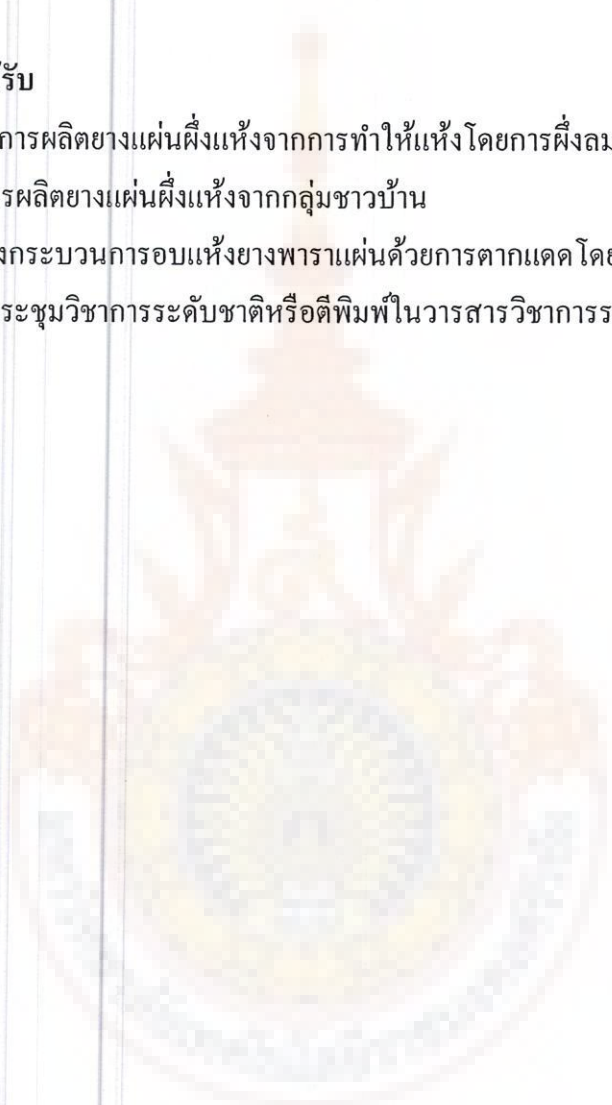 รับ
การผลิตยางแผ่นผึ่งแห้งจากการทำให้แห้งโดยการผึ่งลม
รผลิตยางแผ่นผึ่งแห้งจากกลุ่มชาวบ้าน
งกระบวนการอบแห้งยางพาราแผ่นด้วยการตากแดดโดย
ระชุมวิชาการระดับชาติหรือตีพิมพ์ในวารสารวิชาการร